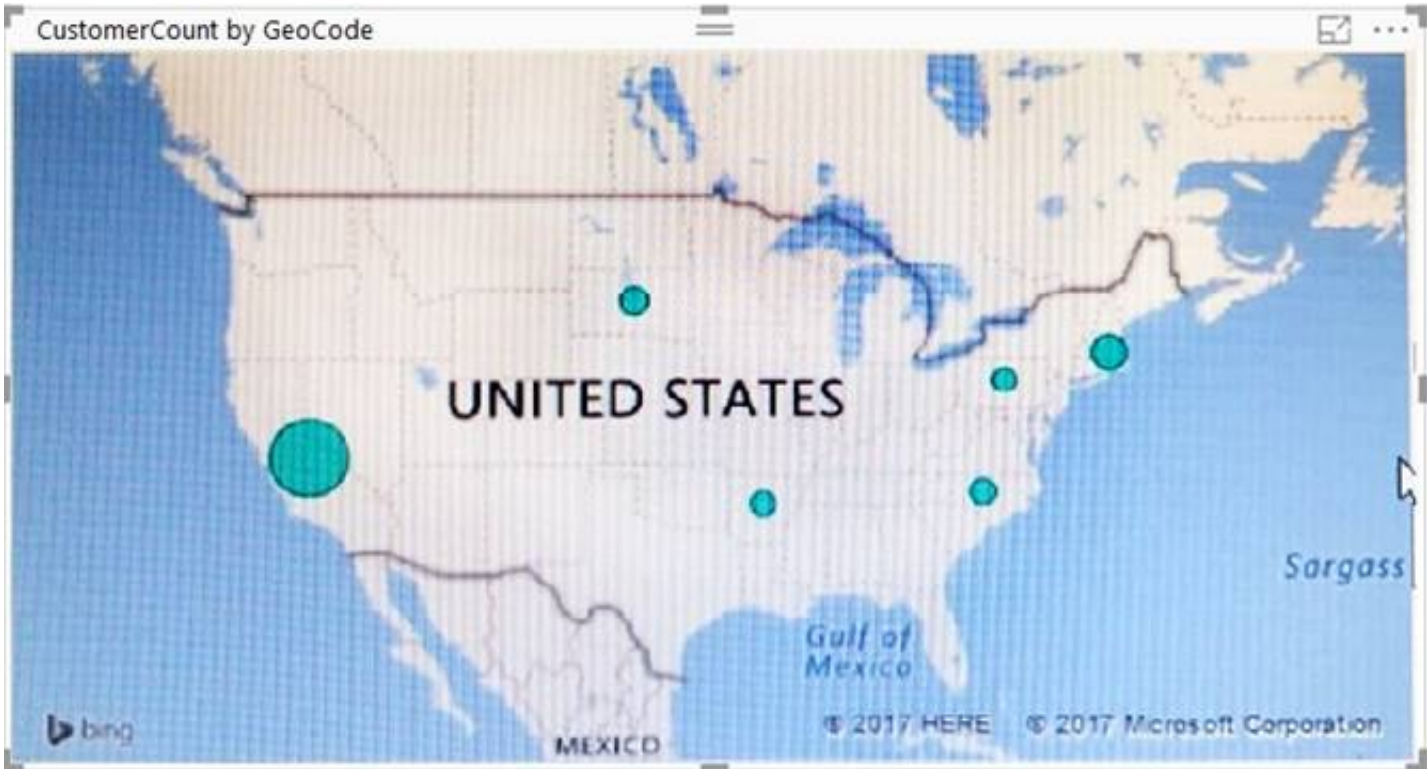 CustomerCount by GeoCode
UNITED STATES
Sargass
Gulf of
Mexico
bing
© 2017 HERE © 2017 Microsoft Corporation
MEXICO